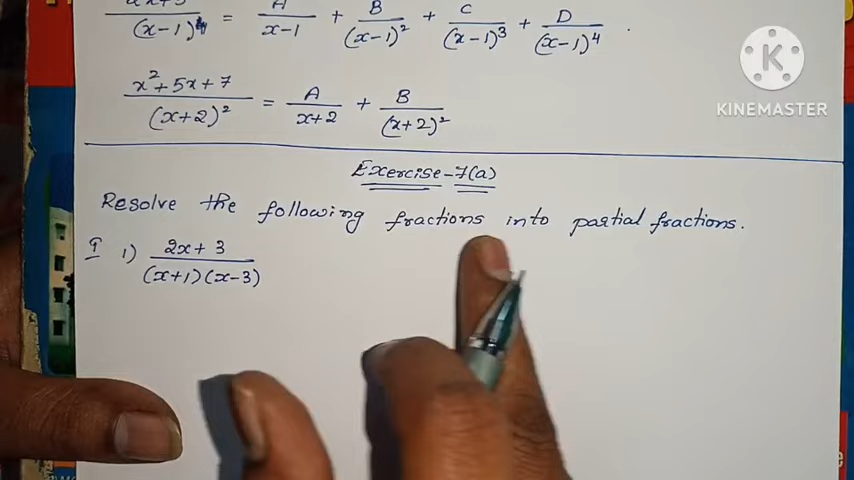 (x-1)⁴ = A/(x-1) + B/(x-1)² + C/(x-1)³ + D/(x-1)⁴ .
(x²+5x+7)/(x+2)² = A/(x+2) + B/(x+2)²
KINEMASTER
Exercise-7(a)
Resolve the following fractions into partial fractions.
I 1) (2x+3)/((x+1)(x-3))